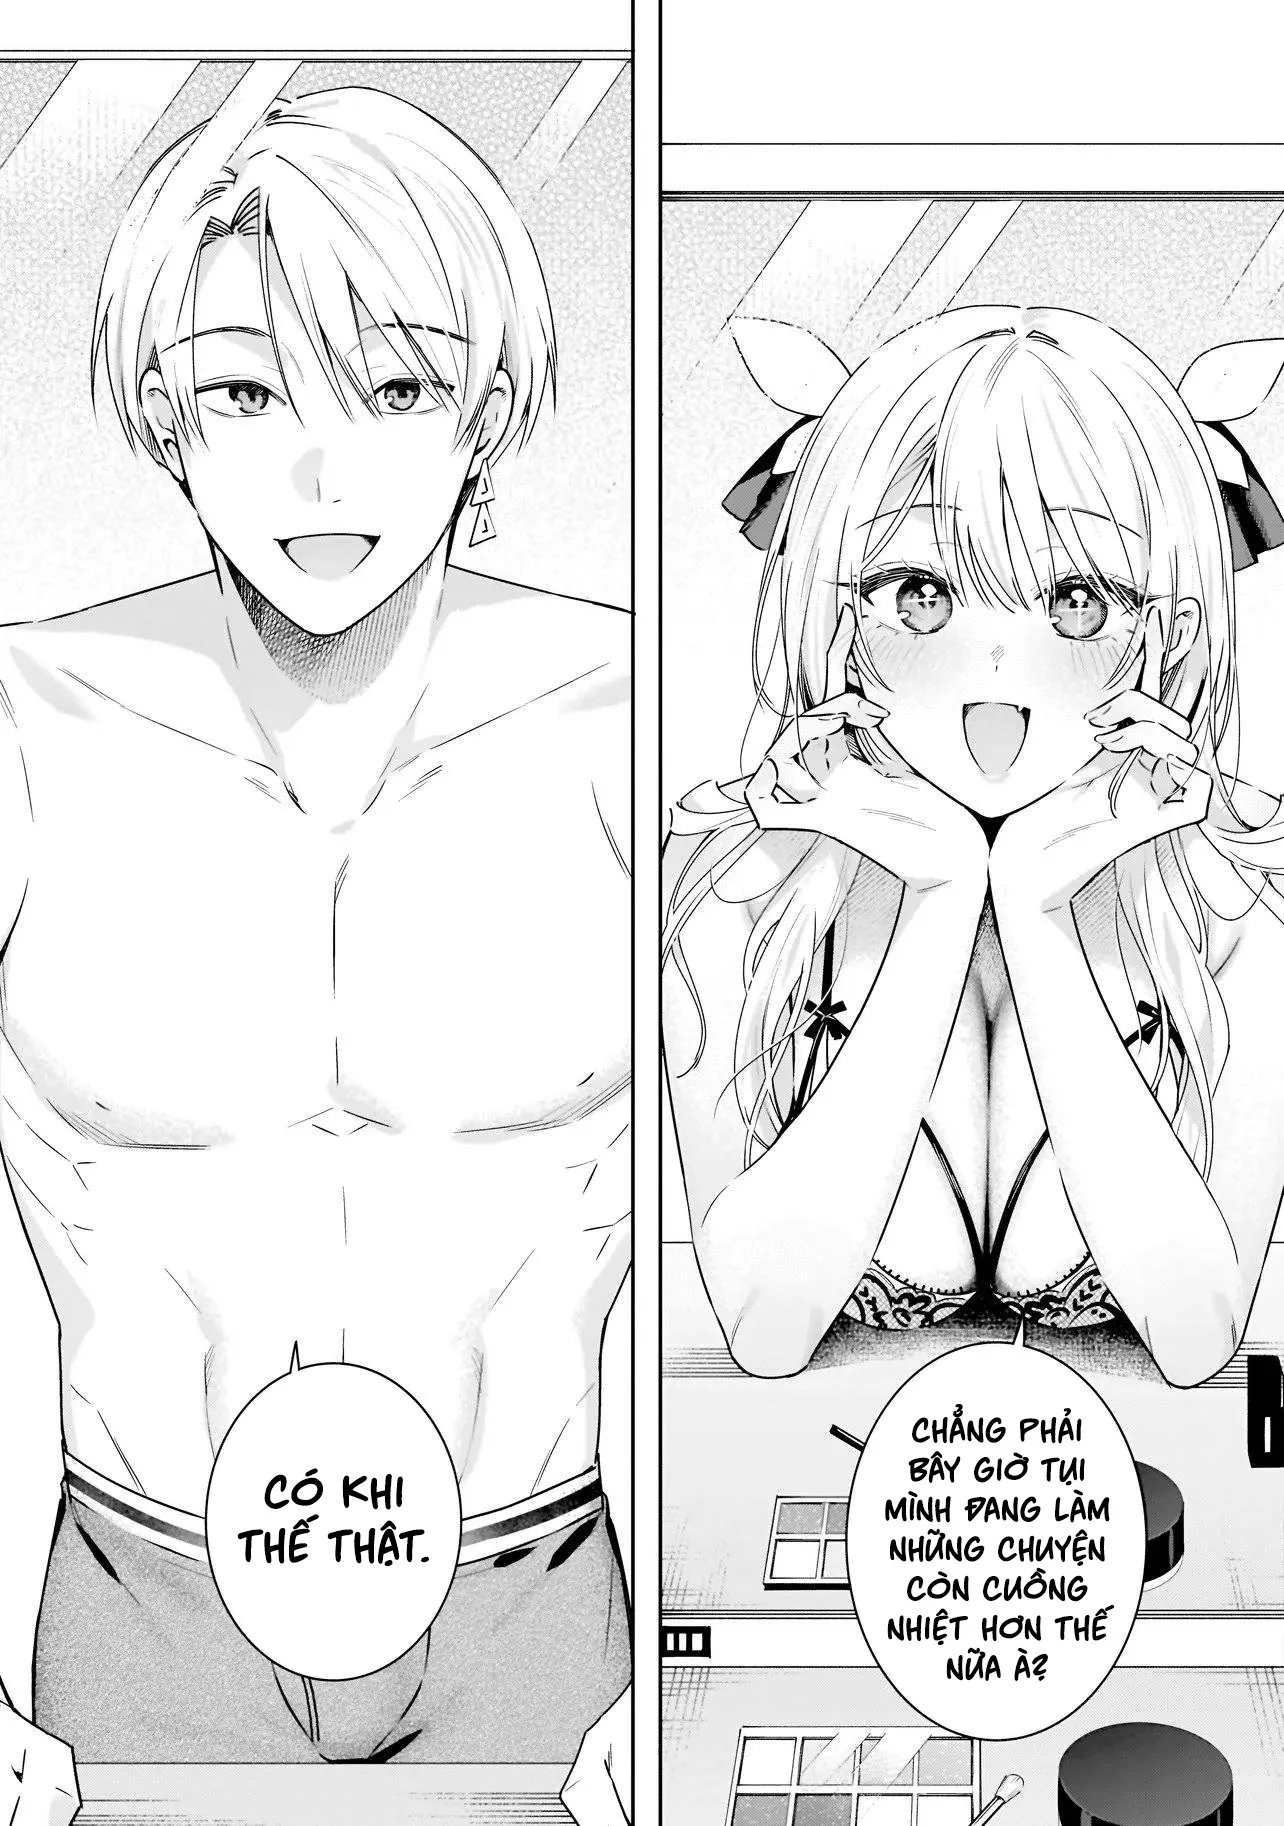 CHẲNG PHẢI
BÂY GIỜ TỤI
MÌNH ĐANG LÀM
NHỮNG CHUYỆN
CÒN CUỒNG
NHIỆT HƠN THẾ
NỮA À?
CÓ KHI
THẾ THẬT.